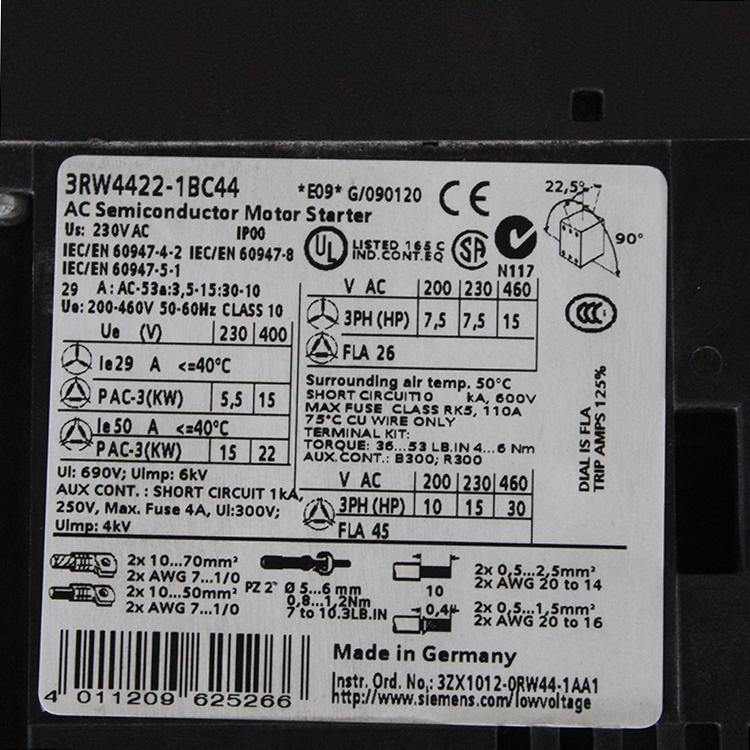 3RW4422-1BC44 *E09* G/090120 CE
AC Semiconductor Motor Starter
Us: 230V AC IP00
IEC/EN 60947-4-2 IEC/EN 60947-8
IEC/EN 60947-5-1
29 A: AC-53a:3,5-15:30-10
Ue: 200-460V 50-60Hz CLASS 10
UL LISTED 165 C
IND.CONT.EQ
SA
N117
22,5°
90°
CCC
Ue (V) 230 400
Ie29 A <=40°C
P AC-3(KW) 5,5 15
Ie50 A <=40°C
P AC-3(KW) 15 22
UI: 690V; UImp: 6kV
AUX CONT. : SHORT CIRCUIT 1kA,
250V, Max. Fuse 4A, UI:300V;
UImp: 4kV
V AC 200 230 460
3PH (HP) 7,5 7,5 15
FLA 26
Surrounding air temp. 50°C
SHORT CIRCUIT10 kA, 600V
MAX FUSE CLASS RK5, 110A
75°C CU WIRE ONLY
TERMINAL KIT:
TORQUE: 36...53 LB.IN 4...6 Nm
AUX.CONT.: B300; R300
V AC 200 230 460
3PH (HP) 10 15 30
FLA 45
DIAL IS FLA
TRIP AMPS 125%
2x 10...70mm²
2x AWG 7...1/0
2x 10...50mm²
2x AWG 7...1/0
PZ 2 Ø 5...6 mm
0,8...1,2Nm
7 to 10.3LB.IN
10
2x 0,5...2,5mm²
2x AWG 20 to 14
0,4
2x 0,5...1,5mm²
2x AWG 20 to 16
4 011209 625266
Made in Germany
Instr. Ord. No,: 3ZX1012-0RW44-1AA1
http://www.siemens.com/lowvoltage